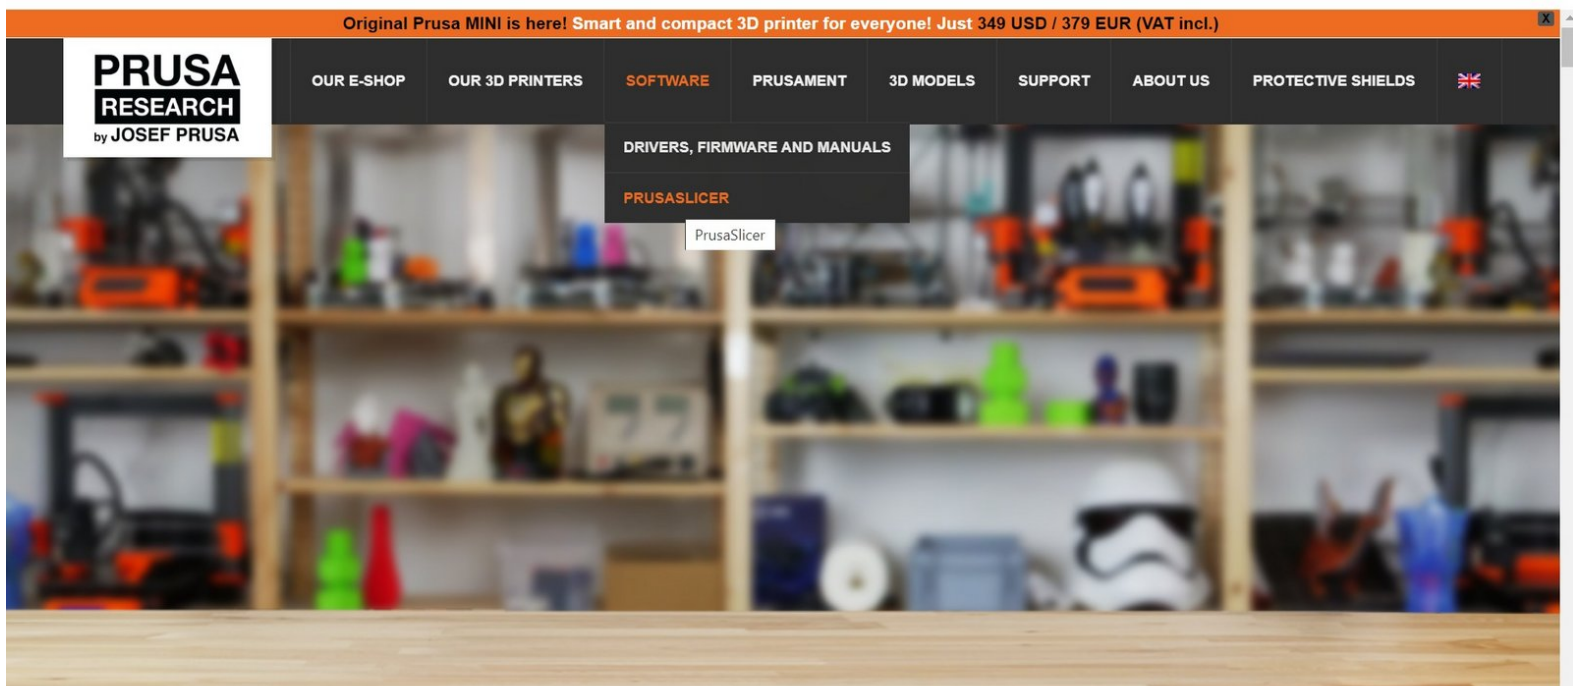 Original Prusa MINI is here! Smart and compact 3D printer for everyone! Just 349 USD / 379 EUR (VAT incl.)
X
PRUSA
RESEARCH
by JOSEF PRUSA
OUR E-SHOP
OUR 3D PRINTERS
SOFTWARE
PRUSAMENT
3D MODELS
SUPPORT
ABOUT US
PROTECTIVE SHIELDS
DRIVERS, FIRMWARE AND MANUALS
PRUSASLICER
PrusaSlicer